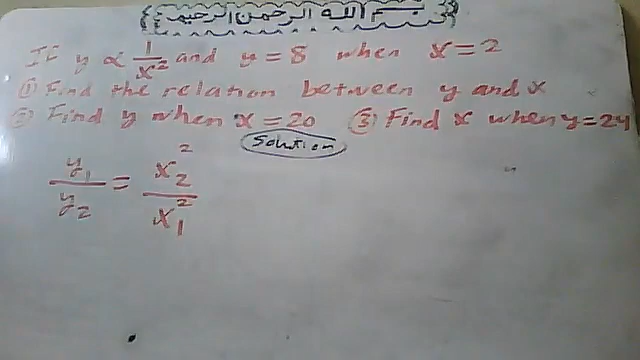 بسم الله الرحمن الرحيم
If y ∝ 1/x² and y = 8 when x = 2
① Find the relation between y and x
② Find y when x = 20 ③ Find x when y = 24
Solution
y₁/y₂ = x₂²/x₁²